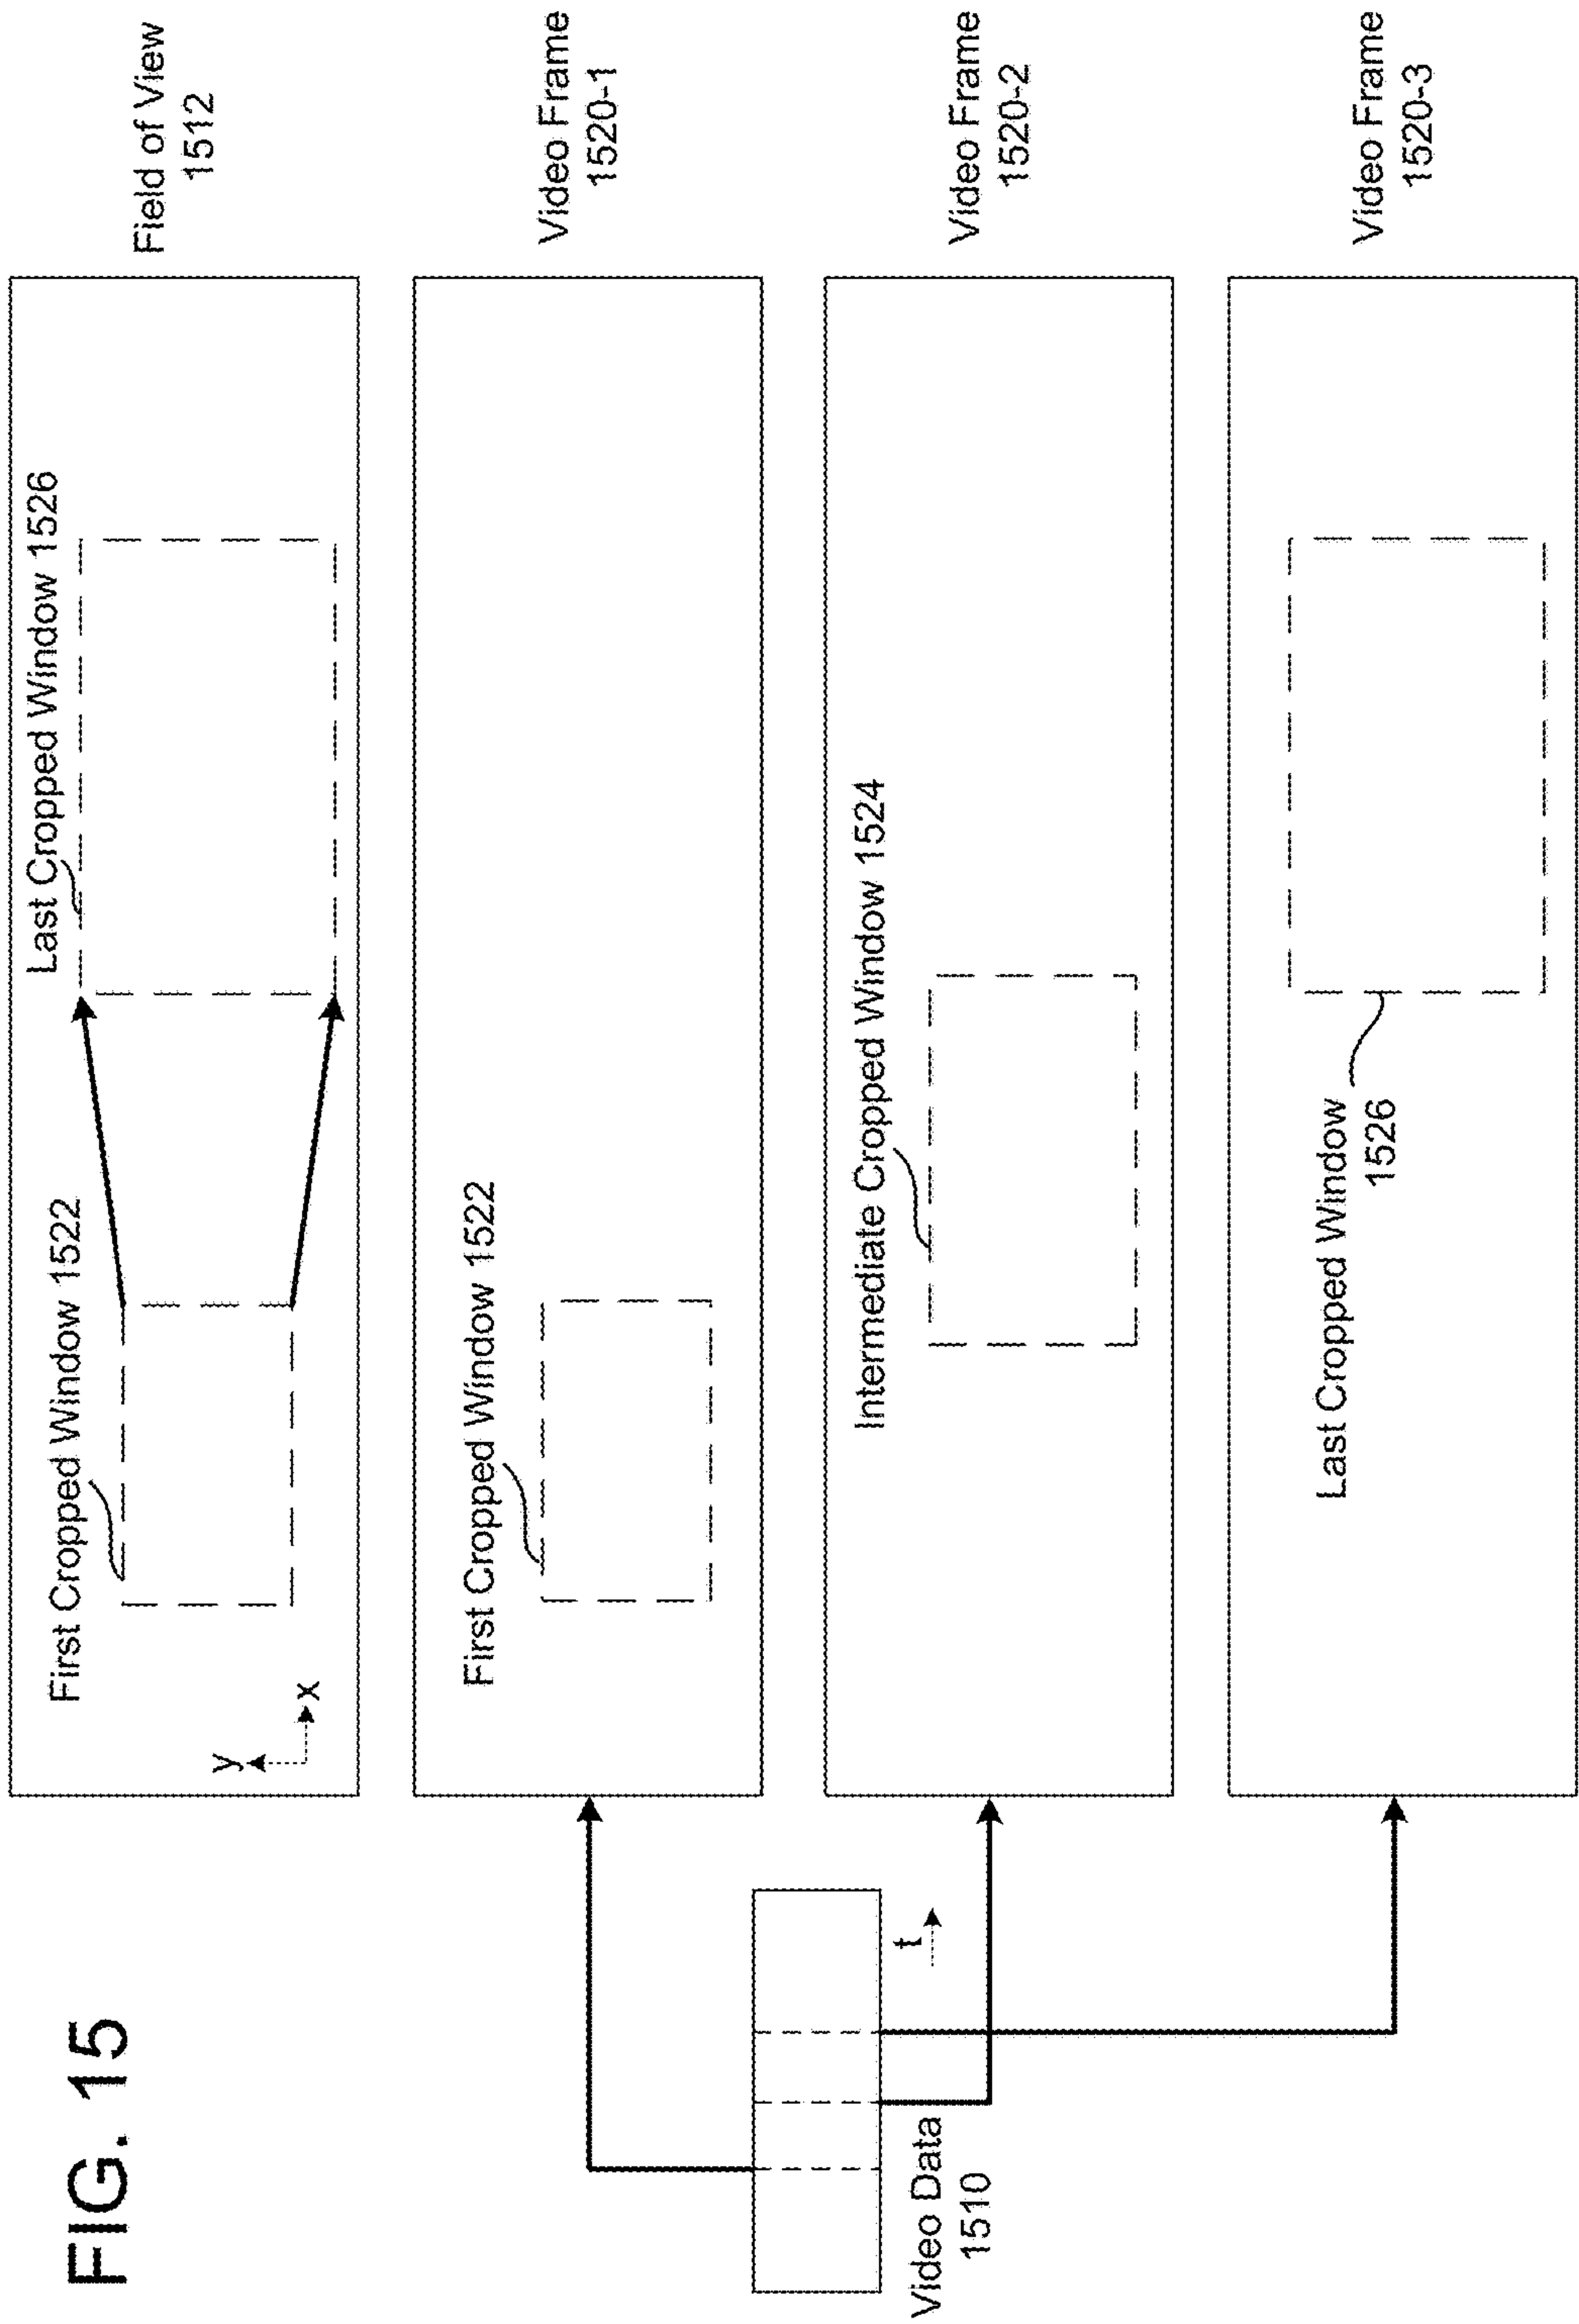 FIG. 15
First Cropped Window 1522
Last Cropped Window 1526
y
x
Field of View
1512
First Cropped Window 1522
Video Frame
1520-1
Video Data
1510
t
Intermediate Cropped Window 1524
Video Frame
1520-2
Last Cropped Window
1526
Video Frame
1520-3